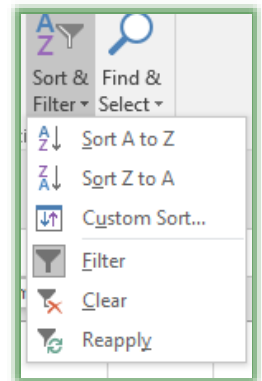 Sort & Find &
Filter Select
Sort A to Z
Sort Z to A
Custom Sort...
Filter
Clear
Reapply